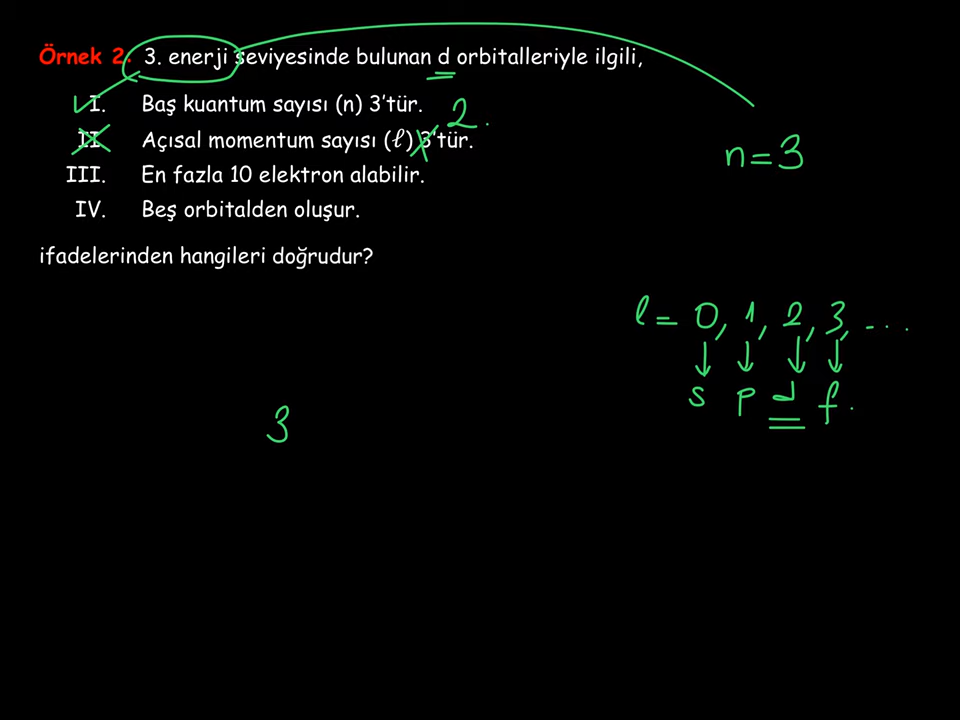 Örnek 2. 3. enerji seviyesinde bulunan d orbitalleriyle ilgili,
I. Baş kuantum sayısı (n) 3'tür.
2.
II. Açısal momentum sayısı (ℓ) 3'tür.
n = 3
III. En fazla 10 elektron alabilir.
IV. Beş orbitalden oluşur.
ifadelerinden hangileri doğrudur?
l = 0, 1, 2, 3, ...
s p d f.
3